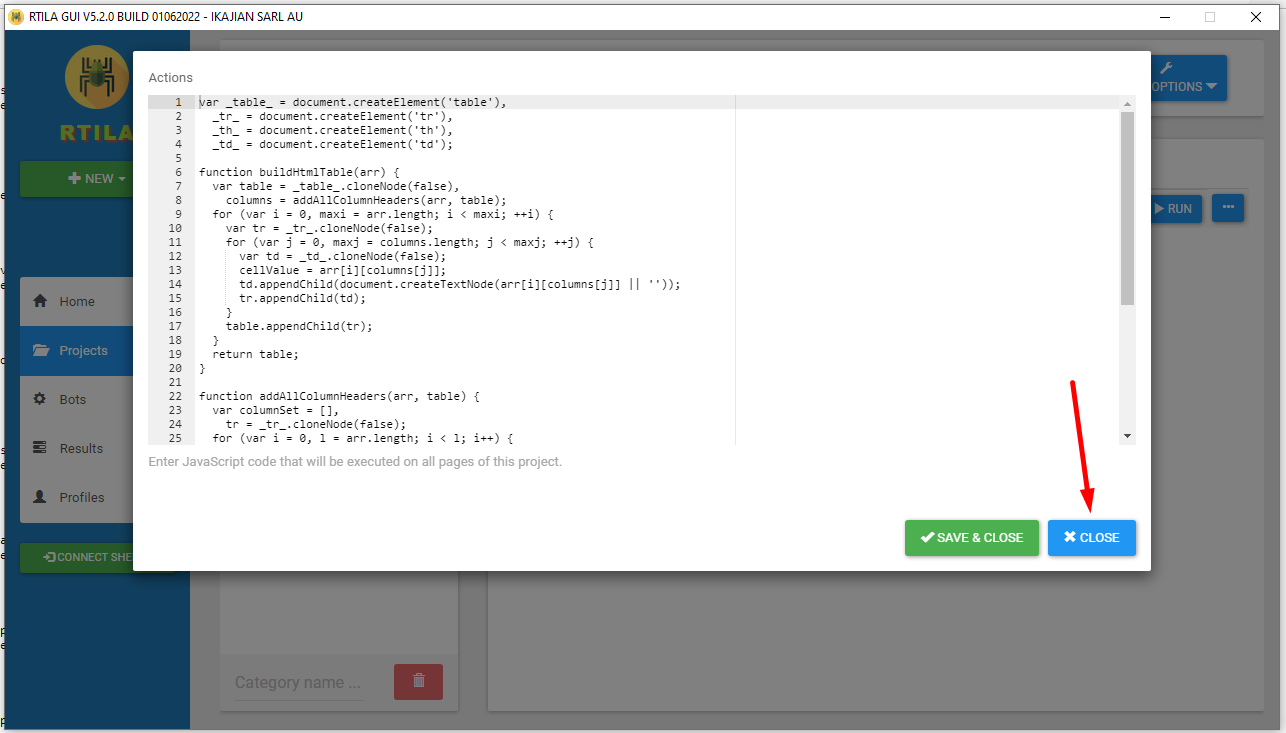 RTILA GUI V5.2.0 BUILD 01062022 - IKAJIAN SARL AU
RTILA
NEW
Home
Projects
Bots
Results
Profiles
CONNECT SHE
OPTIONS
RUN
Actions
1 var _table_ = document.createElement('table'),
2   _tr_ = document.createElement('tr'),
3   _th_ = document.createElement('th'),
4   _td_ = document.createElement('td');
5
6 function buildHtmlTable(arr) {
7   var table = _table_.cloneNode(false),
8     columns = addAllColumnHeaders(arr, table);
9   for (var i = 0, maxi = arr.length; i < maxi; ++i) {
10     var tr = _tr_.cloneNode(false);
11     for (var j = 0, maxj = columns.length; j < maxj; ++j) {
12       var td = _td_.cloneNode(false);
13       cellValue = arr[i][columns[j]];
14       td.appendChild(document.createTextNode(arr[i][columns[j]] || ''));
15       tr.appendChild(td);
16     }
17     table.appendChild(tr);
18   }
19   return table;
20 }
21
22 function addAllColumnHeaders(arr, table) {
23   var columnSet = [],
24     tr = _tr_.cloneNode(false);
25   for (var i = 0, l = arr.length; i < l; i++) {
Enter JavaScript code that will be executed on all pages of this project.
SAVE & CLOSE
CLOSE
Category name ...